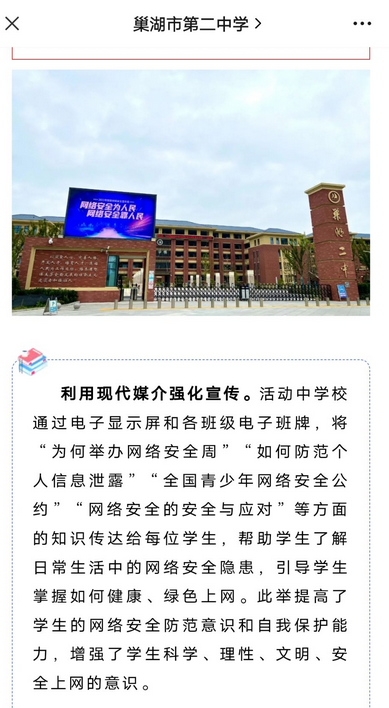 巢湖市第二中学
网络安全为人民
网络安全靠人民
巢湖二中
利用现代媒介强化宣传。活动中学校
通过电子显示屏和各班级电子班牌，将
“为何举办网络安全周”“如何防范个
人信息泄露”“全国青少年网络安全公
约”“网络安全的安全与应对”等方面
的知识传达给每位学生，帮助学生了解
日常生活中的网络安全隐患，引导学生
掌握如何健康、绿色上网。此举提高了
学生的网络安全防范意识和自我保护能
力，增强了学生科学、理性、文明、安
全上网的意识。